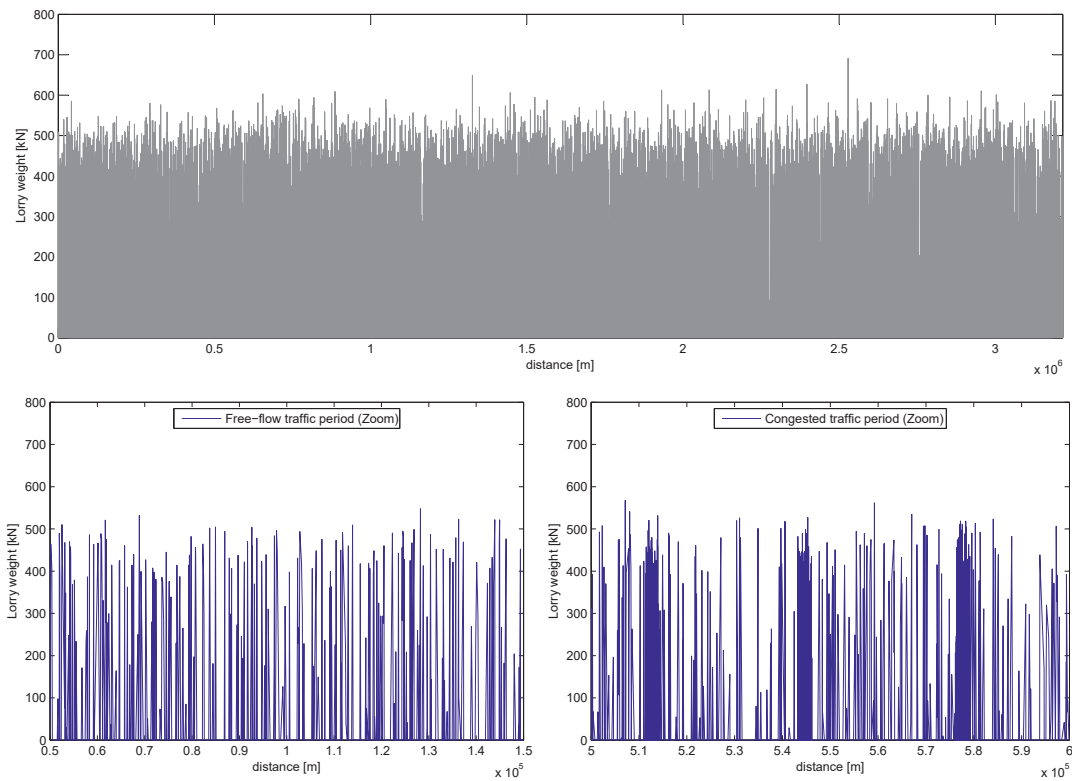 800
700
600
500
400
300
200
100
0
Lorry weight [kN]
0 0.5 1 1.5 2 2.5 3
distance [m]
x 10^6
800
700
600
500
400
300
200
100
0
Lorry weight [kN]
Free−flow traffic period (Zoom)
0.5 0.6 0.7 0.8 0.9 1 1.1 1.2 1.3 1.4 1.5
distance [m]
x 10^5
800
700
600
500
400
300
200
100
0
Lorry weight [kN]
Congested traffic period (Zoom)
5 5.1 5.2 5.3 5.4 5.5 5.6 5.7 5.8 5.9 6
distance [m]
x 10^5